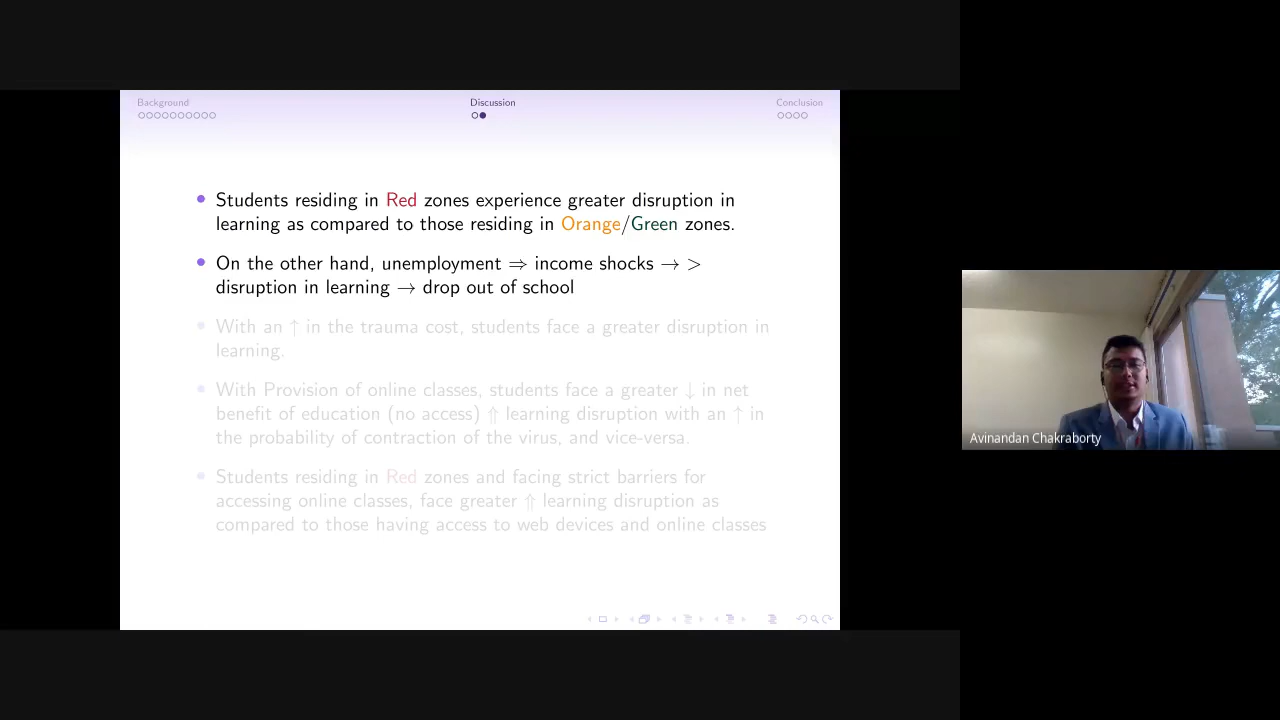 Background
Discussion
Conclusion
Students residing in Red zones experience greater disruption in
learning as compared to those residing in Orange/Green zones.
On the other hand, unemployment ⇒ income shocks → >
disruption in learning → drop out of school
With an ↑ in the trauma cost, students face a greater disruption in
learning.
With Provision of online classes, students face a greater ↓ in net
benefit of education (no access) ⇑ learning disruption with an ↑ in
the probability of contraction of the virus, and vice-versa.
Students residing in Red zones and facing strict barriers for
accessing online classes, face greater ⇑ learning disruption as
compared to those having access to web devices and online classes
Avinandan Chakraborty